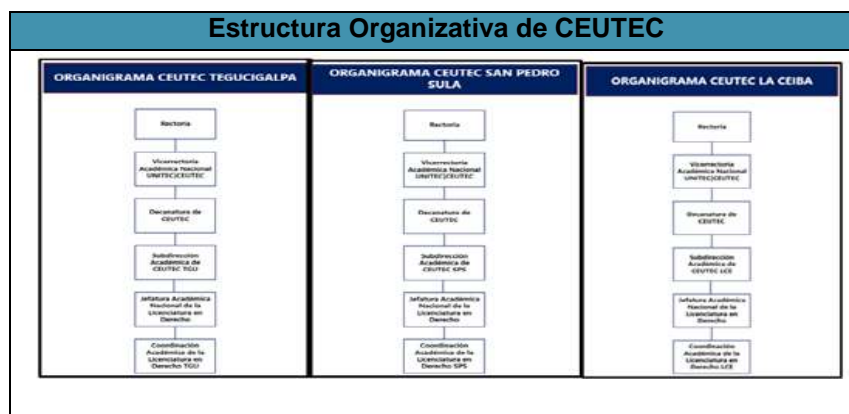 Estructura Organizativa de CEUTEC
ORGANIGRAMA CEUTEC TEGUCIGALPA
Rectoría
Vicerrectoría
Académica Nacional
UNITEC|CEUTEC
Decanatura de
CEUTEC
Subdirección
Académica de
CEUTEC TGU
Jefatura Académica
Nacional de la
Licenciatura en
Derecho
Coordinación
Académica de la
Licenciatura en
Derecho TGU
ORGANIGRAMA CEUTEC SAN PEDRO
SULA
Rectoría
Vicerrectoría
Académica Nacional
UNITEC|CEUTEC
Decanatura de
CEUTEC
Subdirección
Académica de
CEUTEC SPS
Jefatura Académica
Nacional de la
Licenciatura en
Derecho
Coordinación
Académica de la
Licenciatura en
Derecho SPS
ORGANIGRAMA CEUTEC LA CEIBA
Rectoría
Vicerrectoría
Académica Nacional
UNITEC|CEUTEC
Decanatura de
CEUTEC
Subdirección
Académica de
CEUTEC LCE
Jefatura Académica
Nacional de la
Licenciatura en
Derecho
Coordinación
Académica de la
Licenciatura en
Derecho LCE